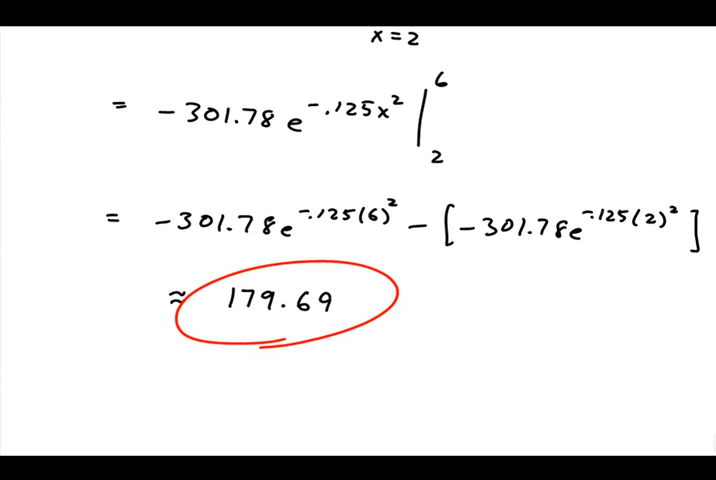 x = 2
= -301.78 e^-.125x² |₂⁶
= -301.78e^-.125(6)² - [-301.78e^-.125(2)²]
≈ 179.69